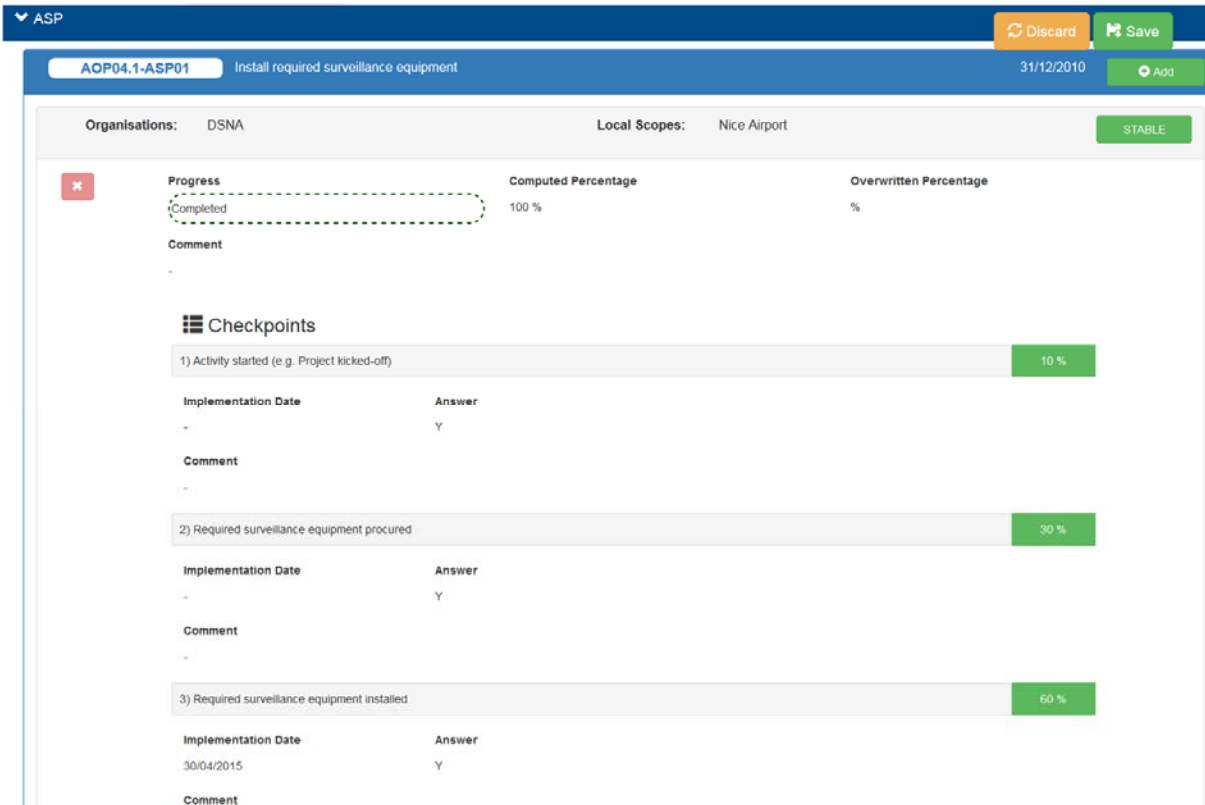 ASP
Discard
Save
AOP04.1-ASP01 Install required surveillance equipment 31/12/2010 Add
Organisations: DSNA Local Scopes: Nice Airport STABLE
Progress Computed Percentage Overwritten Percentage
Completed 100 % %
Comment
-
Checkpoints
1) Activity started (e.g. Project kicked-off) 10 %
Implementation Date Answer
- Y
Comment
-
2) Required surveillance equipment procured 30 %
Implementation Date Answer
- Y
Comment
-
3) Required surveillance equipment installed 60 %
Implementation Date Answer
30/04/2015 Y
Comment